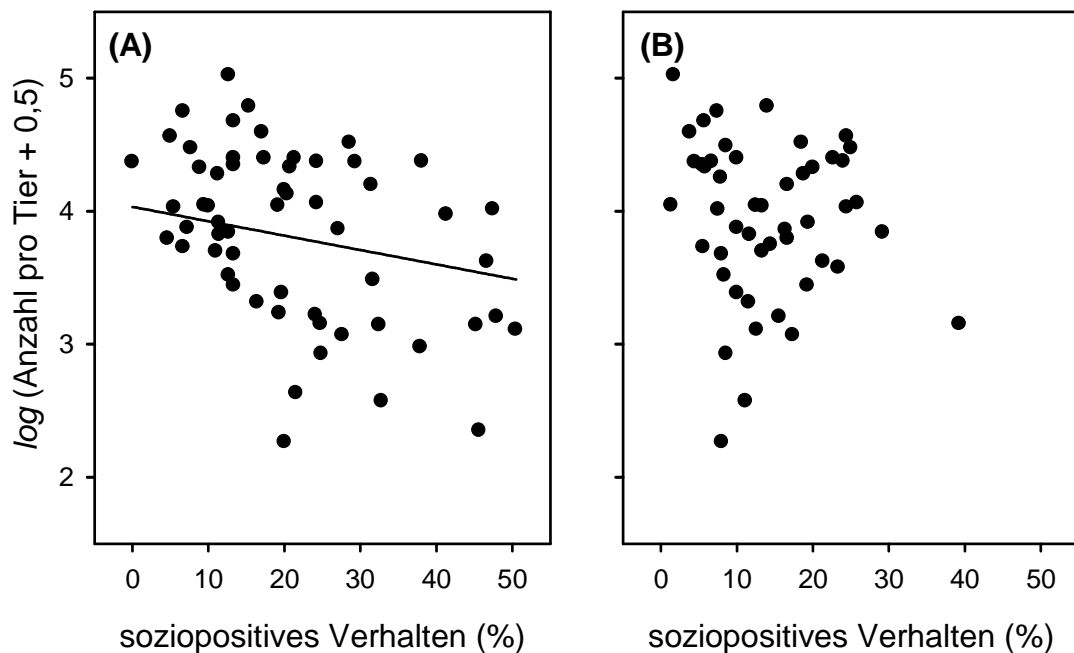 (A)
(B)
log (Anzahl pro Tier + 0,5)
5
4
3
2
0 10 20 30 40 50
0 10 20 30 40 50
soziopositives Verhalten (%)
soziopositives Verhalten (%)